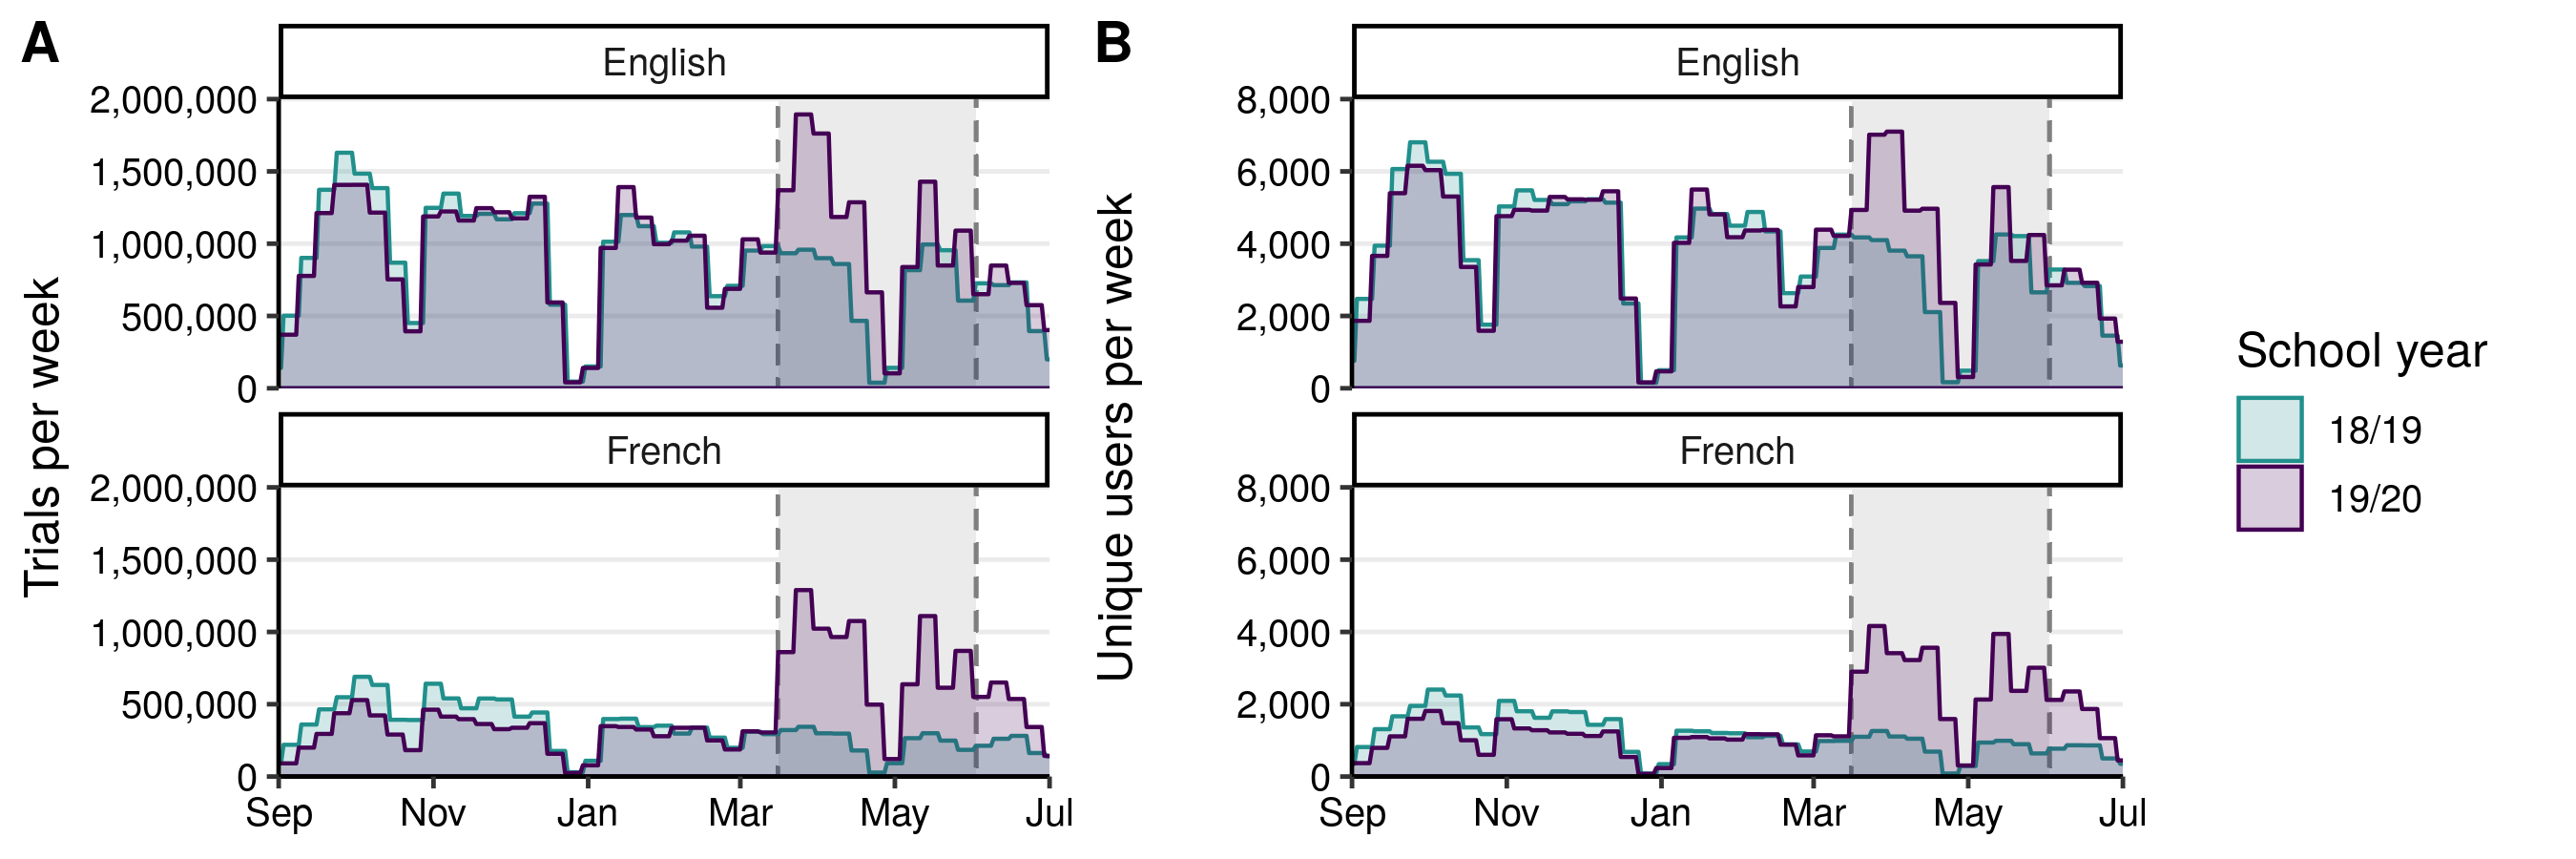 A
English
2,000,000
1,500,000
1,000,000
500,000
0
French
2,000,000
1,500,000
1,000,000
500,000
0
Sep Nov Jan Mar May Jul
Trials per week
B
English
8,000
6,000
4,000
2,000
0
French
8,000
6,000
4,000
2,000
0
Sep Nov Jan Mar May Jul
Unique users per week
School year
18/19
19/20